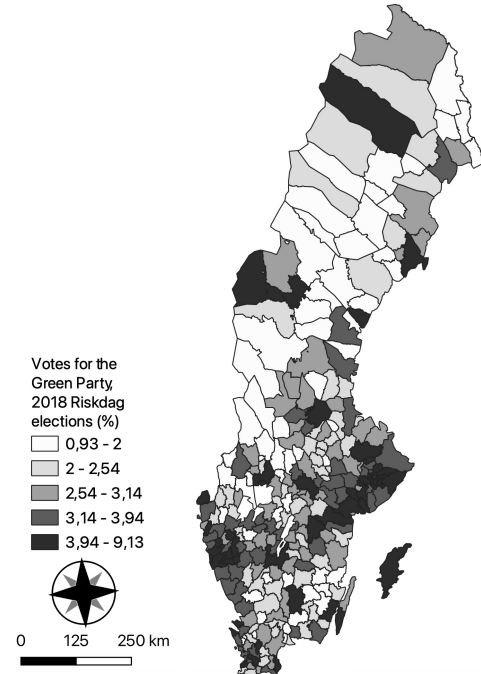 Votes for the
Green Party,
2018 Riskdag
elections (%)
0,93 - 2
2 - 2,54
2,54 - 3,14
3,14 - 3,94
3,94 - 9,13
0 125 250 km